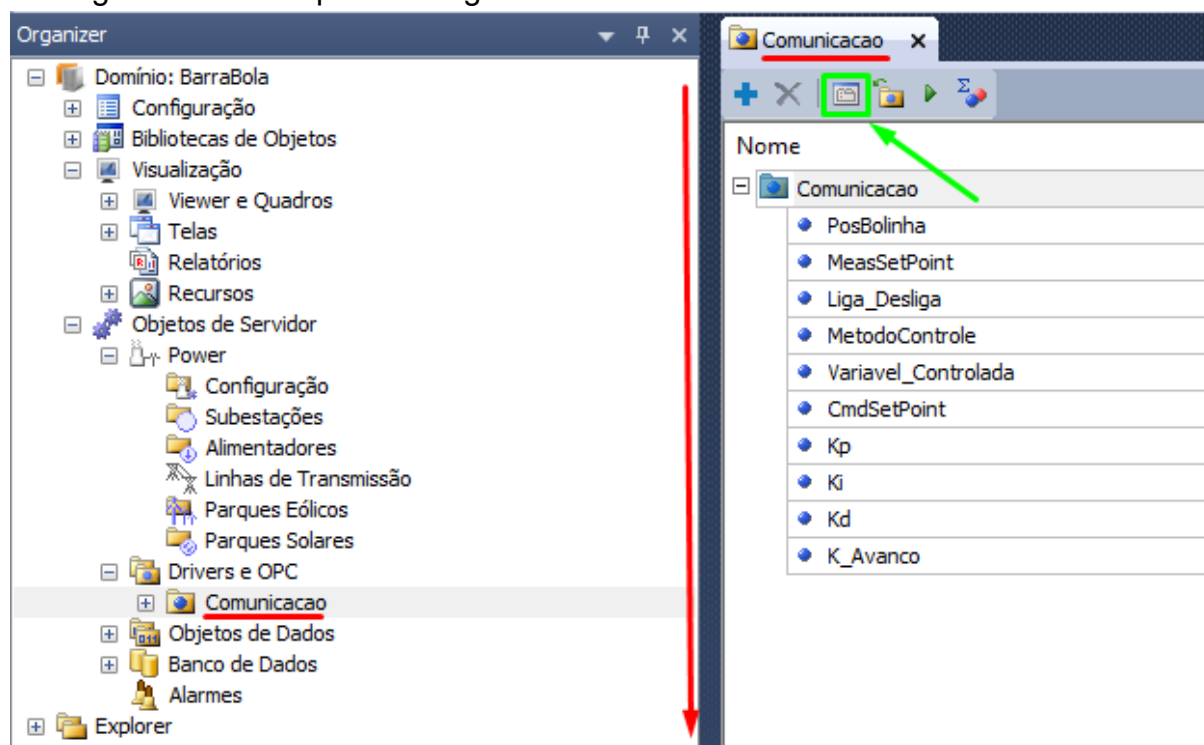 Organizer
Domínio: BarraBola
Configuração
Bibliotecas de Objetos
Visualização
Viewer e Quadros
Telas
Relatórios
Recursos
Objetos de Servidor
Power
Configuração
Subestações
Alimentadores
Linhas de Transmissão
Parques Eólicos
Parques Solares
Drivers e OPC
Comunicacao
Objetos de Dados
Banco de Dados
Alarmes
Explorer
Comunicacao
Nome
Comunicacao
PosBolinha
MeasSetPoint
Liga_Desliga
MetodoControle
Variavel_Controlada
CmdSetPoint
Kp
Ki
Kd
K_Avanco